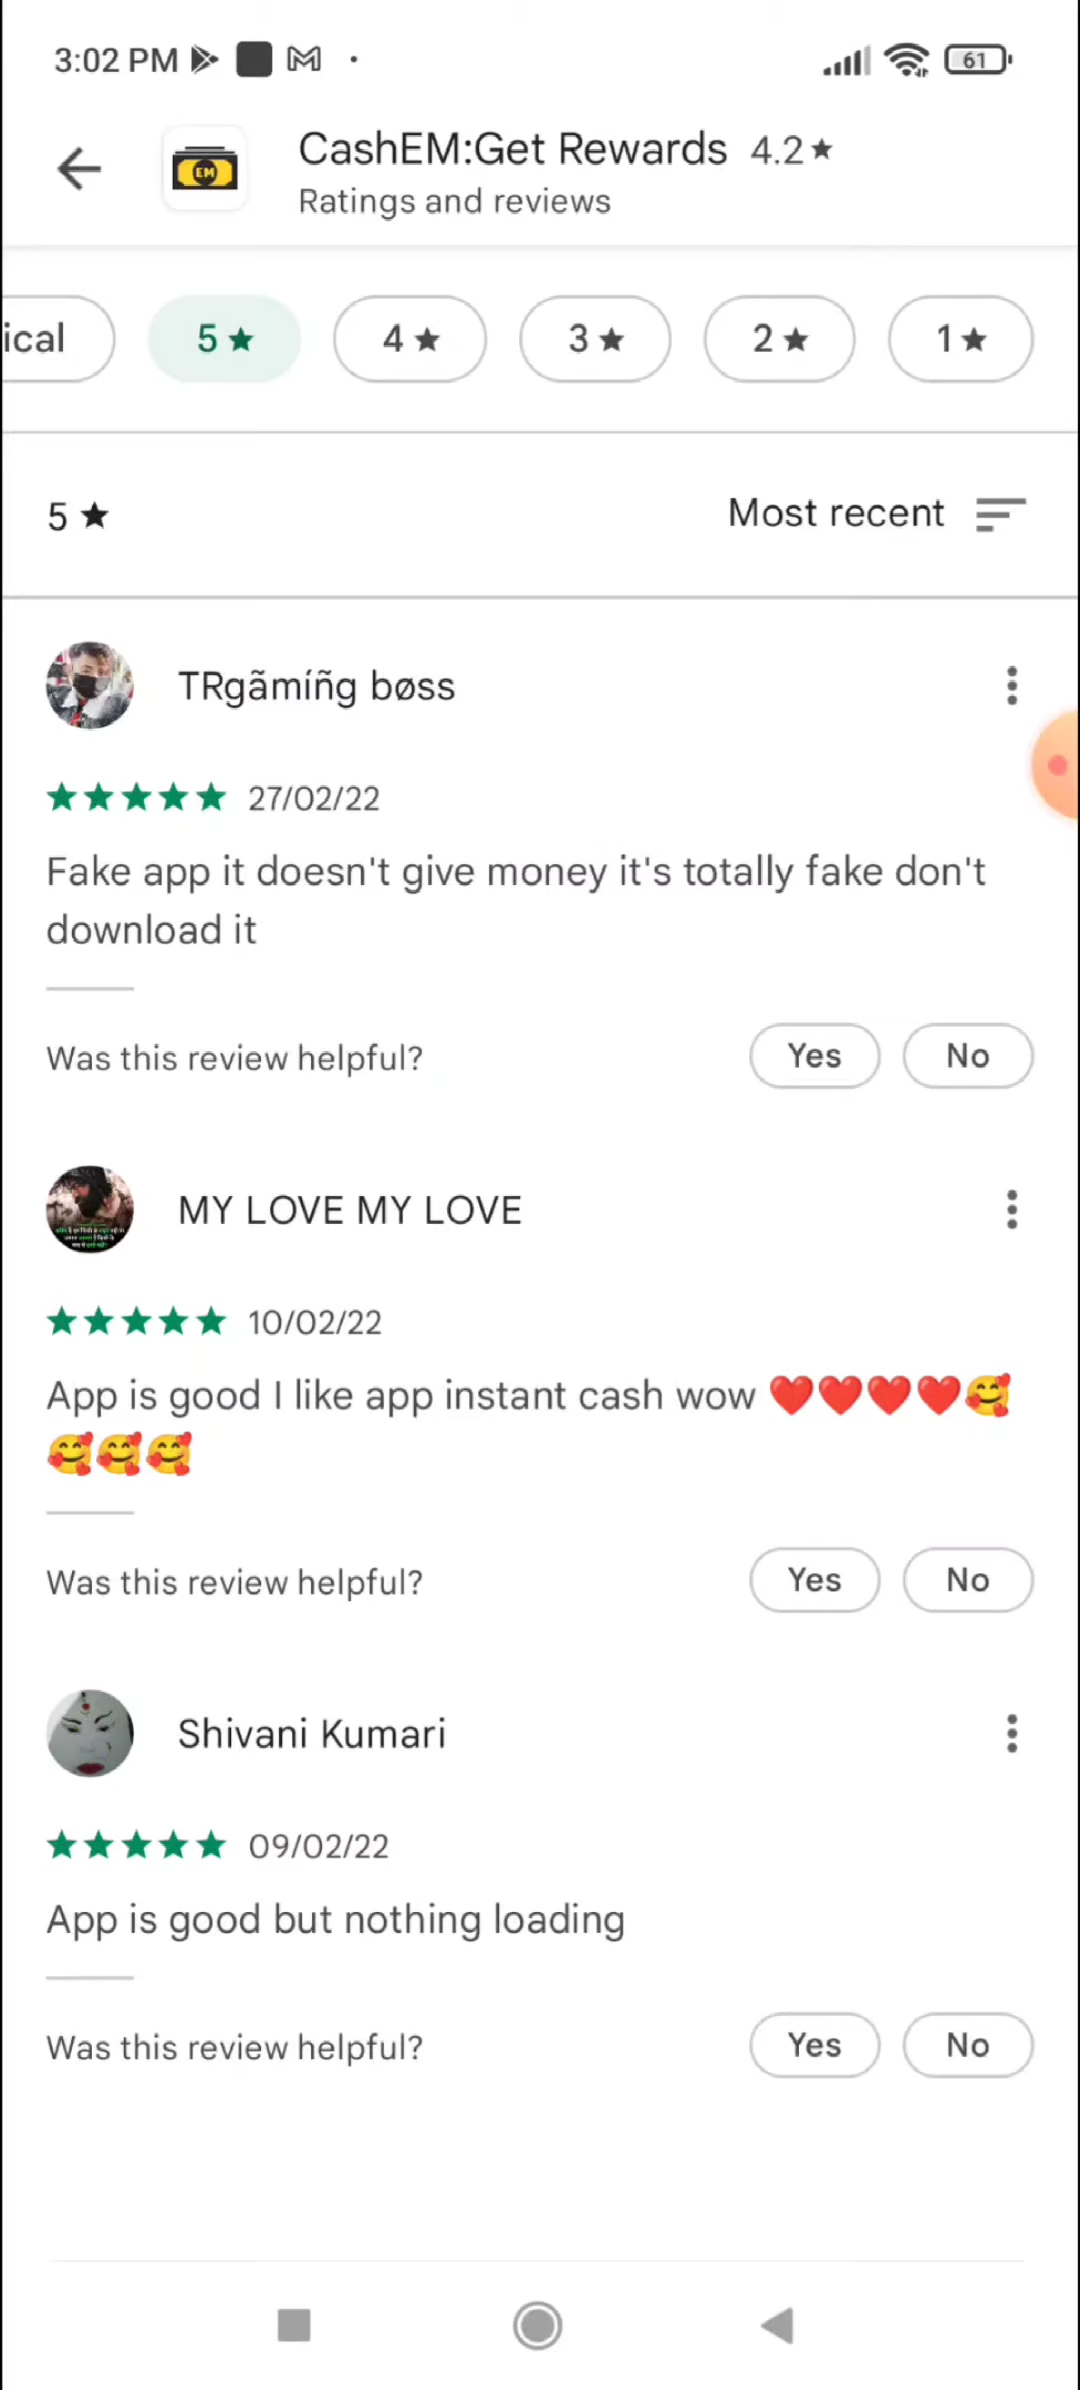 3:02 PM
61
EM
CashEM:Get Rewards 4.2★
Ratings and reviews
ical 5★ 4★ 3★ 2★ 1★
5★ Most recent
TRgãmíñg bøss
★★★★★ 27/02/22
Fake app it doesn't give money it's totally fake don't
download it
Was this review helpful? Yes No
MY LOVE MY LOVE
★★★★★ 10/02/22
App is good I like app instant cash wow ❤️❤️❤️❤️🥰
🥰🥰🥰
Was this review helpful? Yes No
Shivani Kumari
★★★★★ 09/02/22
App is good but nothing loading
Was this review helpful? Yes No